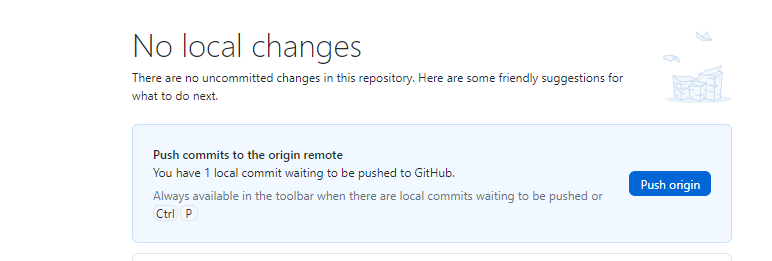 No local changes
There are no uncommitted changes in this repository. Here are some friendly suggestions for
what to do next.
Push commits to the origin remote
You have 1 local commit waiting to be pushed to GitHub.
Always available in the toolbar when there are local commits waiting to be pushed or
Ctrl P
Push origin